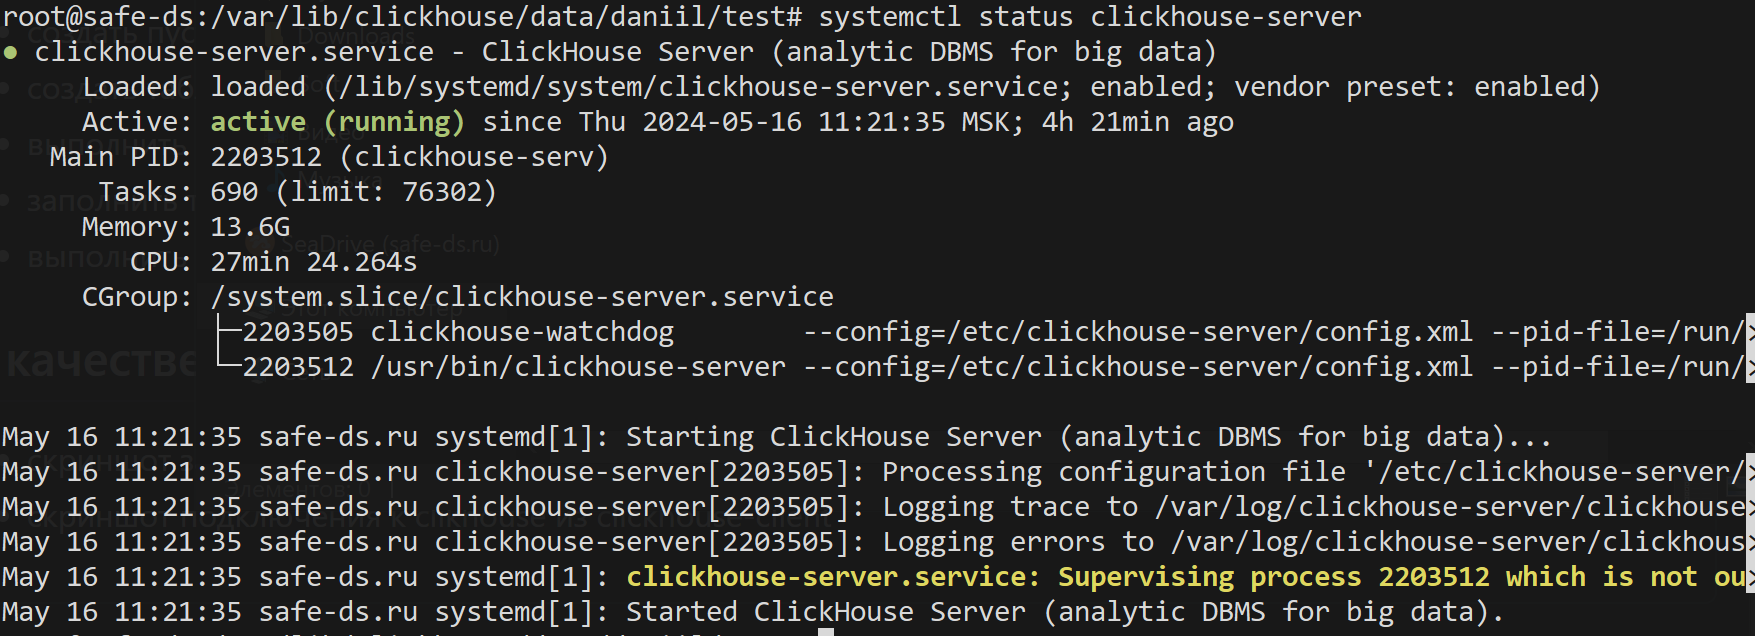 root@safe-ds:/var/lib/clickhouse/data/daniil/test# systemctl status clickhouse-server
● clickhouse-server.service - ClickHouse Server (analytic DBMS for big data)
Loaded: loaded (/lib/systemd/system/clickhouse-server.service; enabled; vendor preset: enabled)
Active: active (running) since Thu 2024-05-16 11:21:35 MSK; 4h 21min ago
Main PID: 2203512 (clickhouse-serv)
Tasks: 690 (limit: 76302)
Memory: 13.6G
SeaDrive (safe-ds.ru)
CPU: 27min 24.264s
CGroup: /system.slice/clickhouse-server.service
├─2203505 clickhouse-watchdog --config=/etc/clickhouse-server/config.xml --pid-file=/run/>
└─2203512 /usr/bin/clickhouse-server --config=/etc/clickhouse-server/config.xml --pid-file=/run/>
качестве
May 16 11:21:35 safe-ds.ru systemd[1]: Starting ClickHouse Server (analytic DBMS for big data)...
May 16 11:21:35 safe-ds.ru clickhouse-server[2203505]: Processing configuration file '/etc/clickhouse-server/>
May 16 11:21:35 safe-ds.ru clickhouse-server[2203505]: Logging trace to /var/log/clickhouse-server/clickhouse>
May 16 11:21:35 safe-ds.ru clickhouse-server[2203505]: Logging errors to /var/log/clickhouse-server/clickhous>
May 16 11:21:35 safe-ds.ru systemd[1]: clickhouse-server.service: Supervising process 2203512 which is not ou>
May 16 11:21:35 safe-ds.ru systemd[1]: Started ClickHouse Server (analytic DBMS for big data).